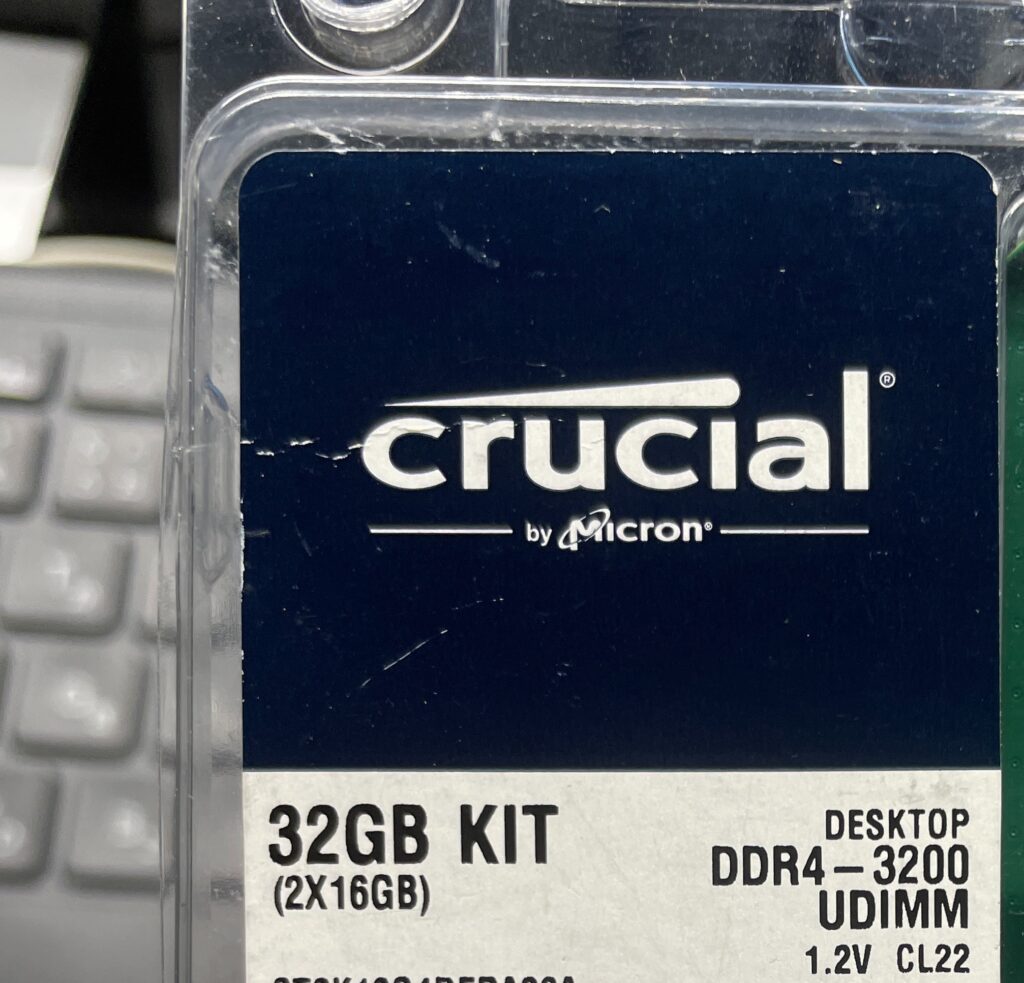 crucial®
by Micron®
32GB KIT
(2X16GB)
DESKTOP
DDR4-3200
UDIMM
1.2V CL22